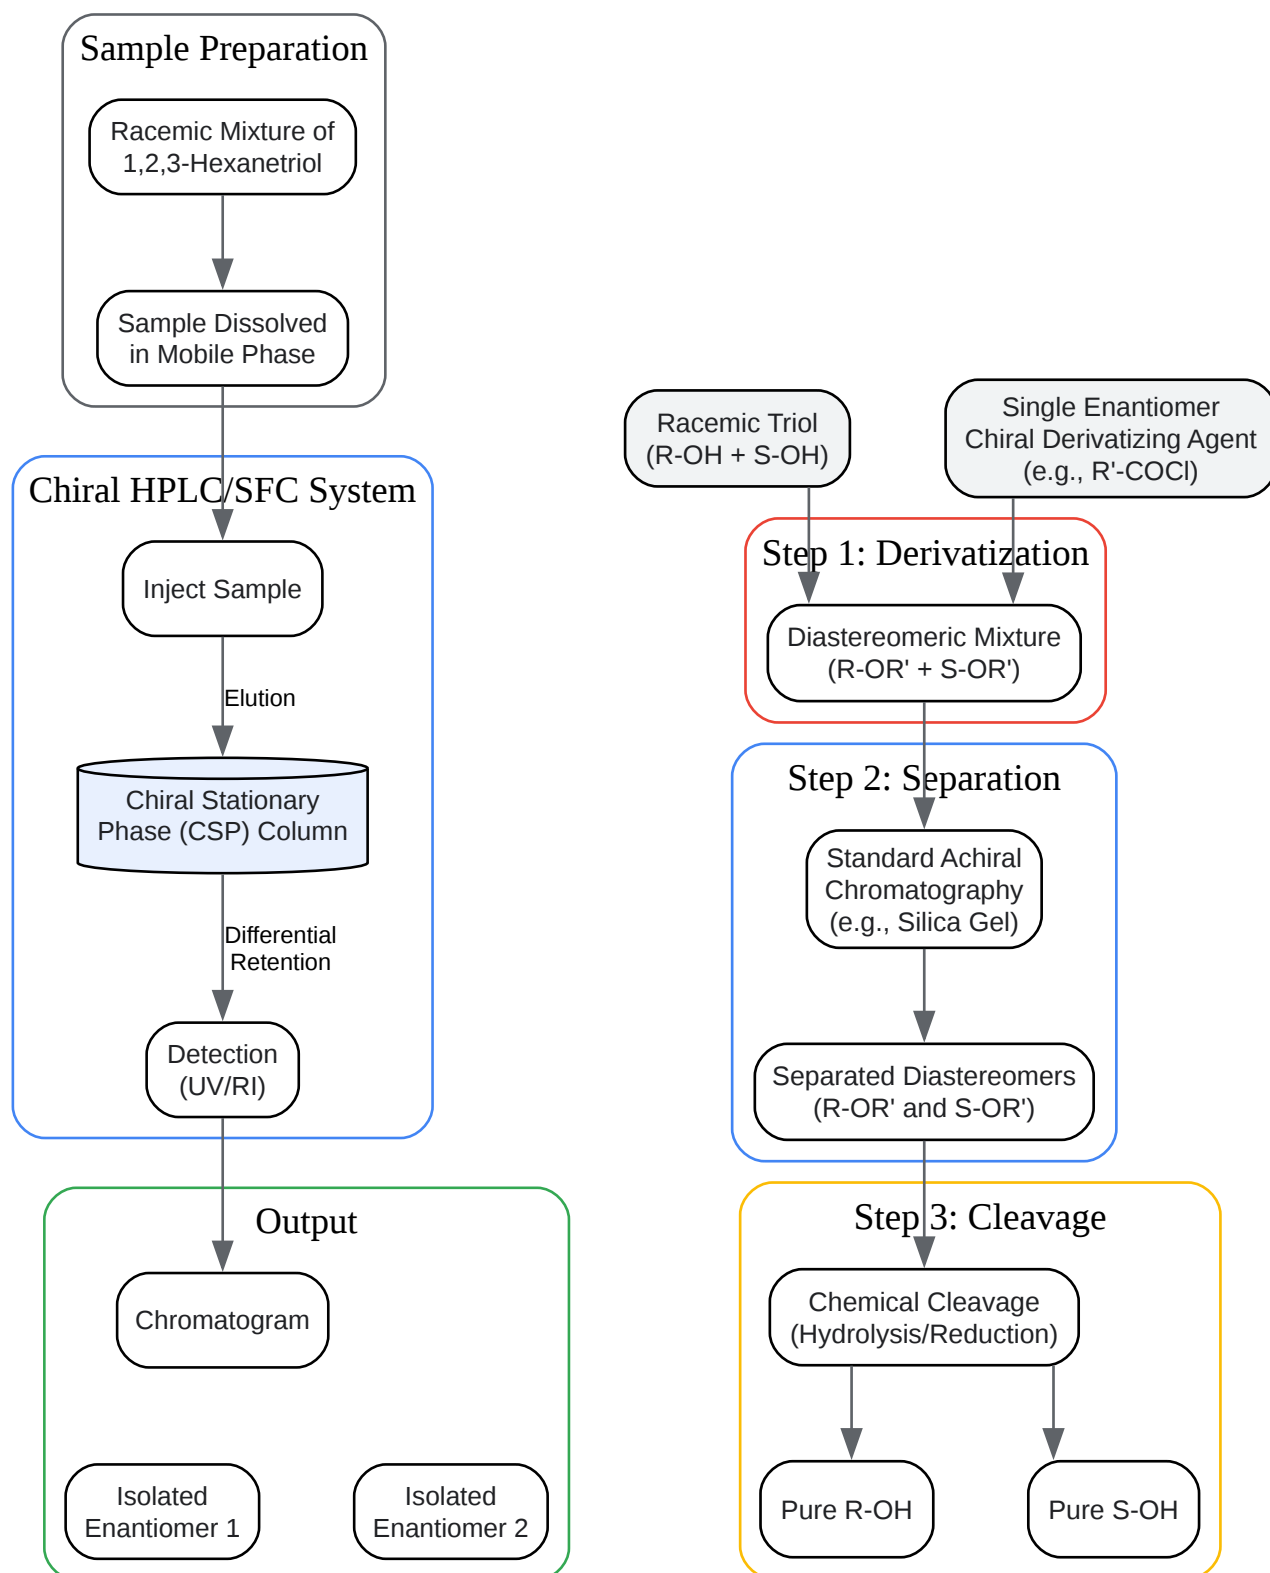 Sample Preparation
Racemic Mixture of
1,2,3-Hexanetriol
Sample Dissolved
in Mobile Phase
Chiral HPLC/SFC System
Inject Sample
Elution
Chiral Stationary
Phase (CSP) Column
Differential
Retention
Detection
(UV/RI)
Output
Chromatogram
Isolated
Enantiomer 1
Isolated
Enantiomer 2
Racemic Triol
(R-OH + S-OH)
Single Enantiomer
Chiral Derivatizing Agent
(e.g., R'-COCl)
Step 1: Derivatization
Diastereomeric Mixture
(R-OR' + S-OR')
Step 2: Separation
Standard Achiral
Chromatography
(e.g., Silica Gel)
Separated Diastereomers
(R-OR' and S-OR')
Step 3: Cleavage
Chemical Cleavage
(Hydrolysis/Reduction)
Pure R-OH
Pure S-OH